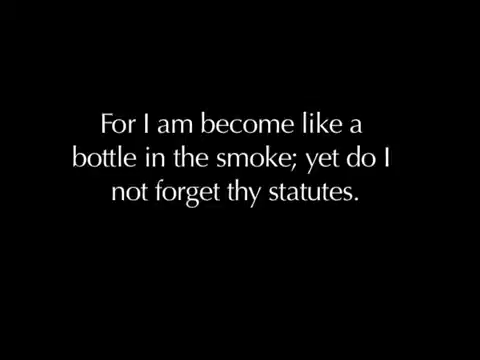 For I am become like a
bottle in the smoke; yet do I
not forget thy statutes.